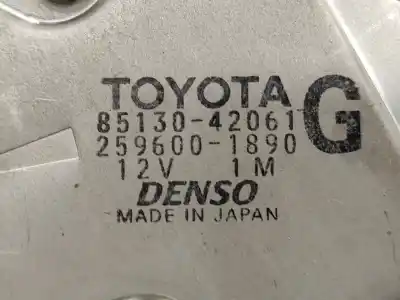 TOYOTA
85130-42061 G
259600-1890
12V 1M
DENSO
MADE IN JAPAN